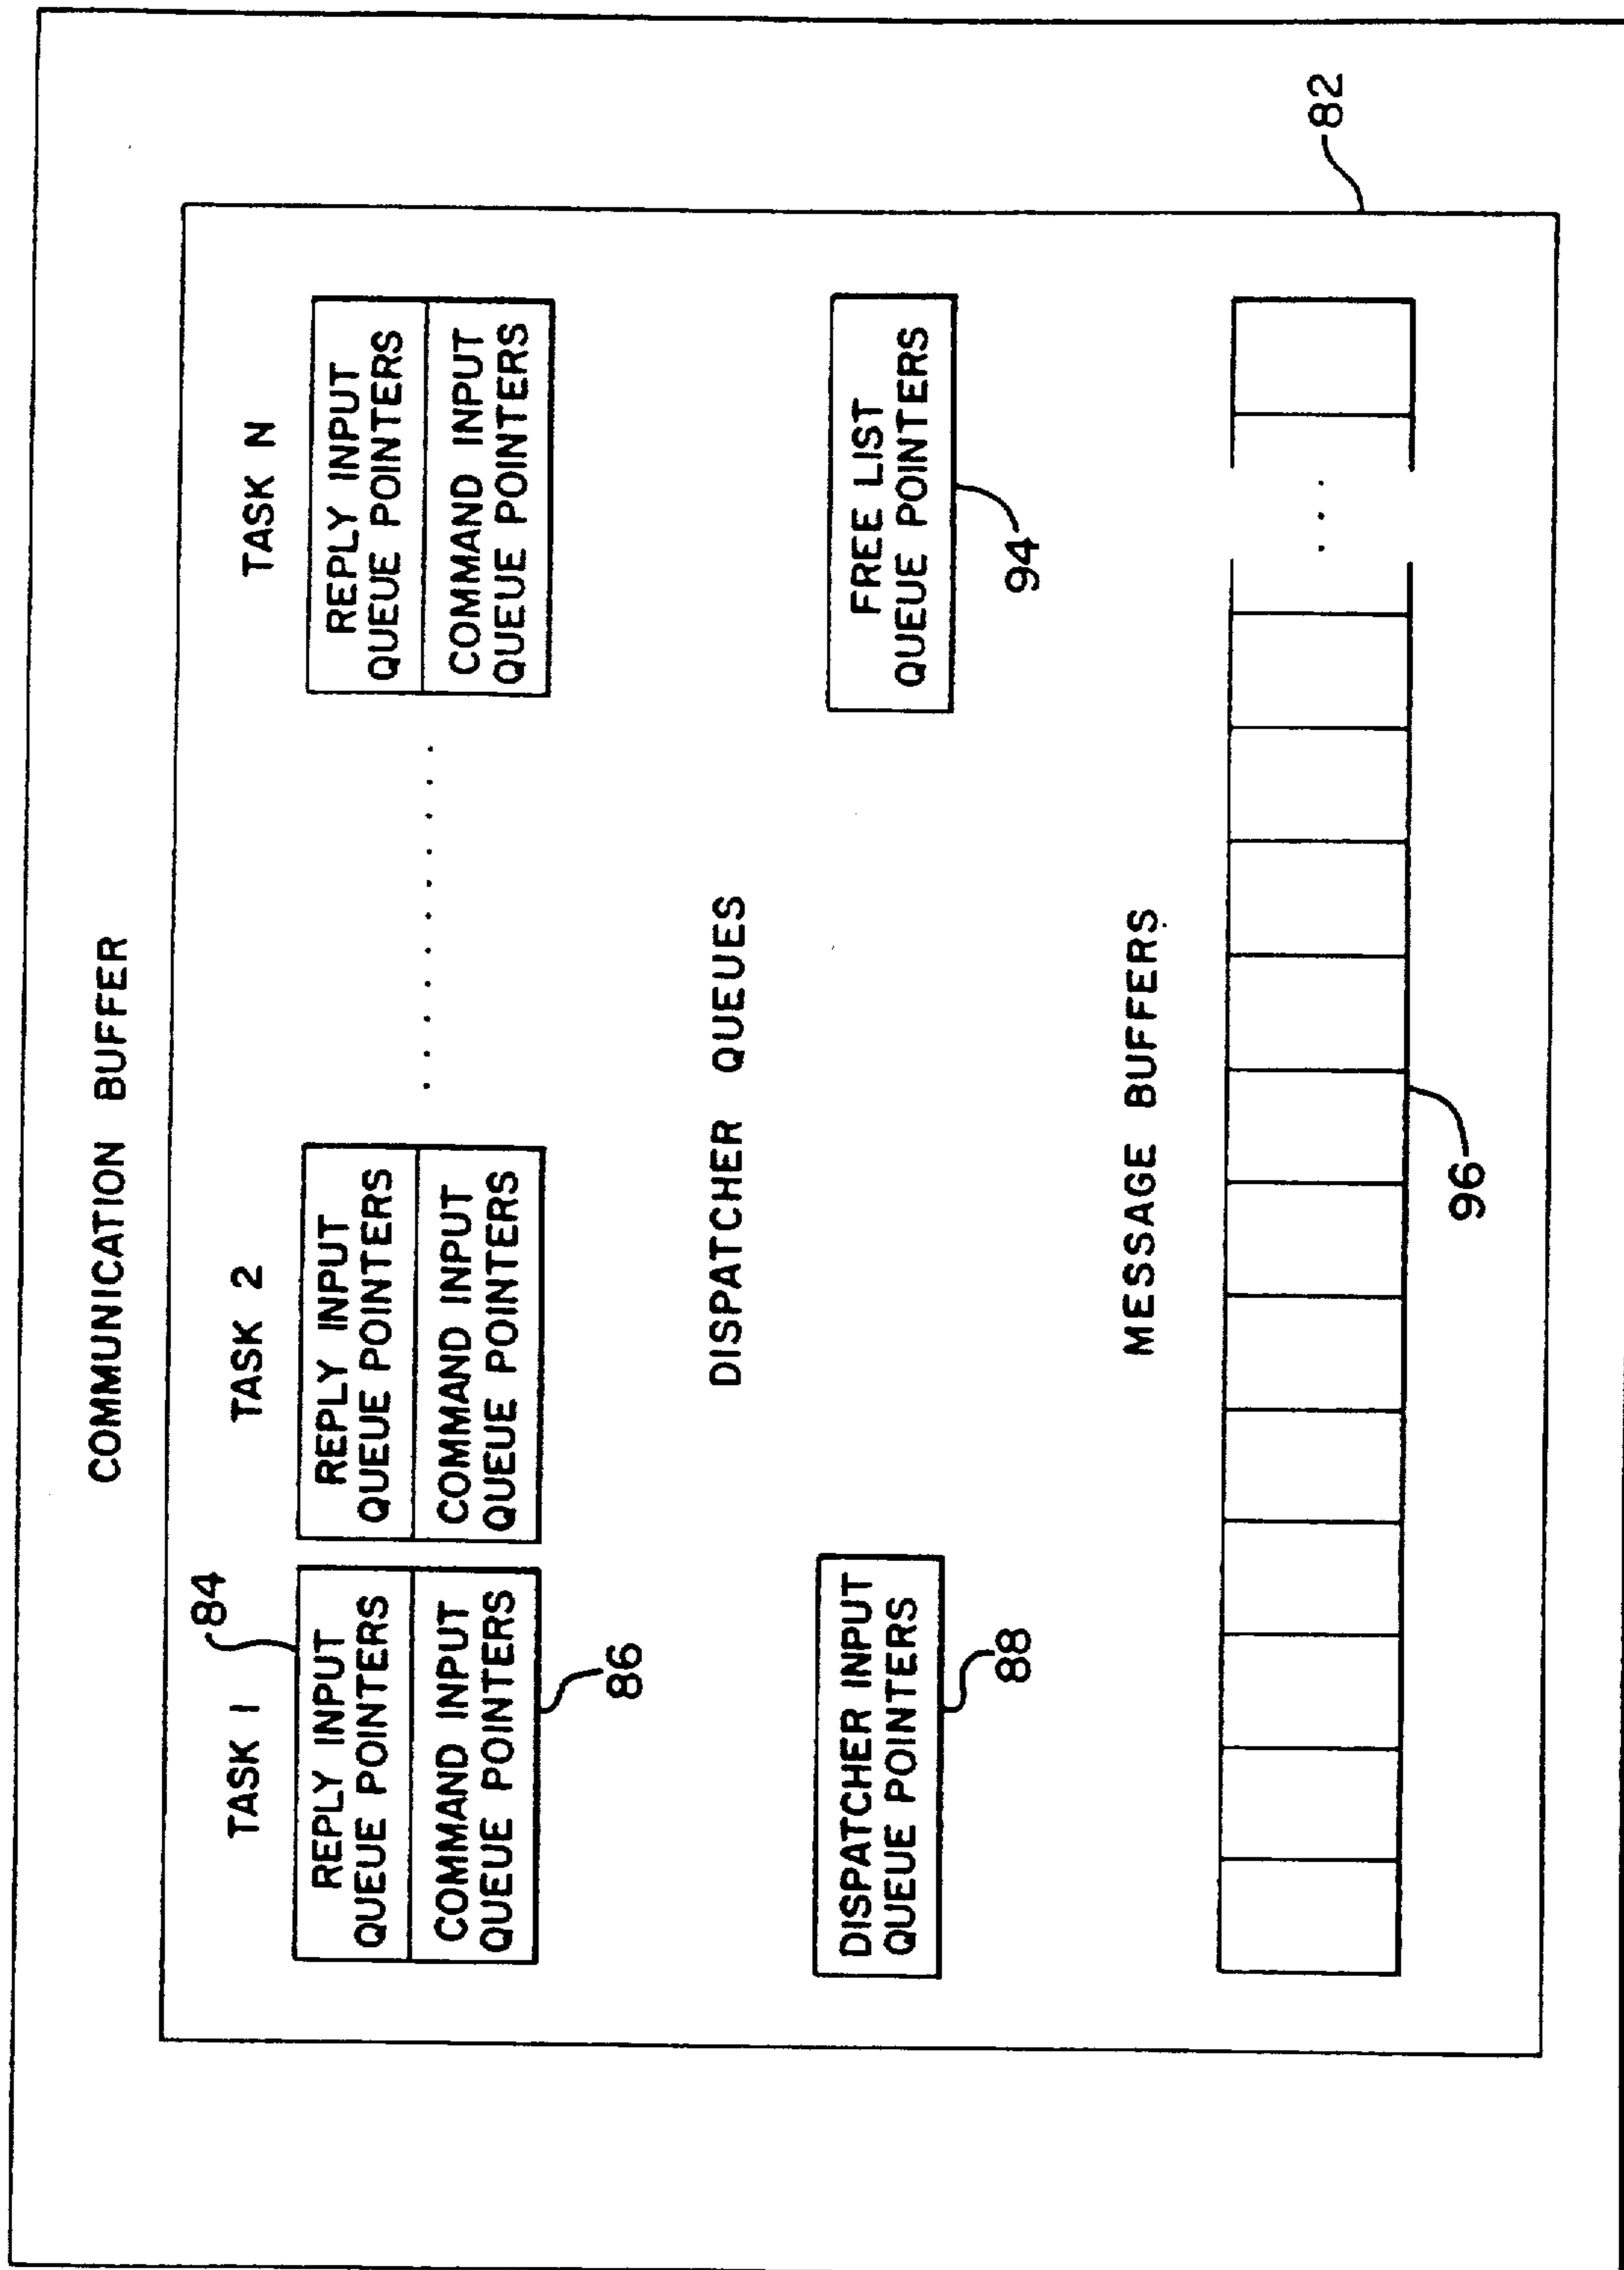 COMMUNICATION BUFFER
82
TASK 1
TASK 2
TASK N
84
REPLY INPUT
QUEUE POINTERS
COMMAND INPUT
QUEUE POINTERS
86
REPLY INPUT
QUEUE POINTERS
COMMAND INPUT
QUEUE POINTERS
. . . . . . . . . . .
REPLY INPUT
QUEUE POINTERS
COMMAND INPUT
QUEUE POINTERS
DISPATCHER QUEUES
DISPATCHER INPUT
QUEUE POINTERS
88
FREE LIST
QUEUE POINTERS
94
MESSAGE BUFFERS
. . .
96